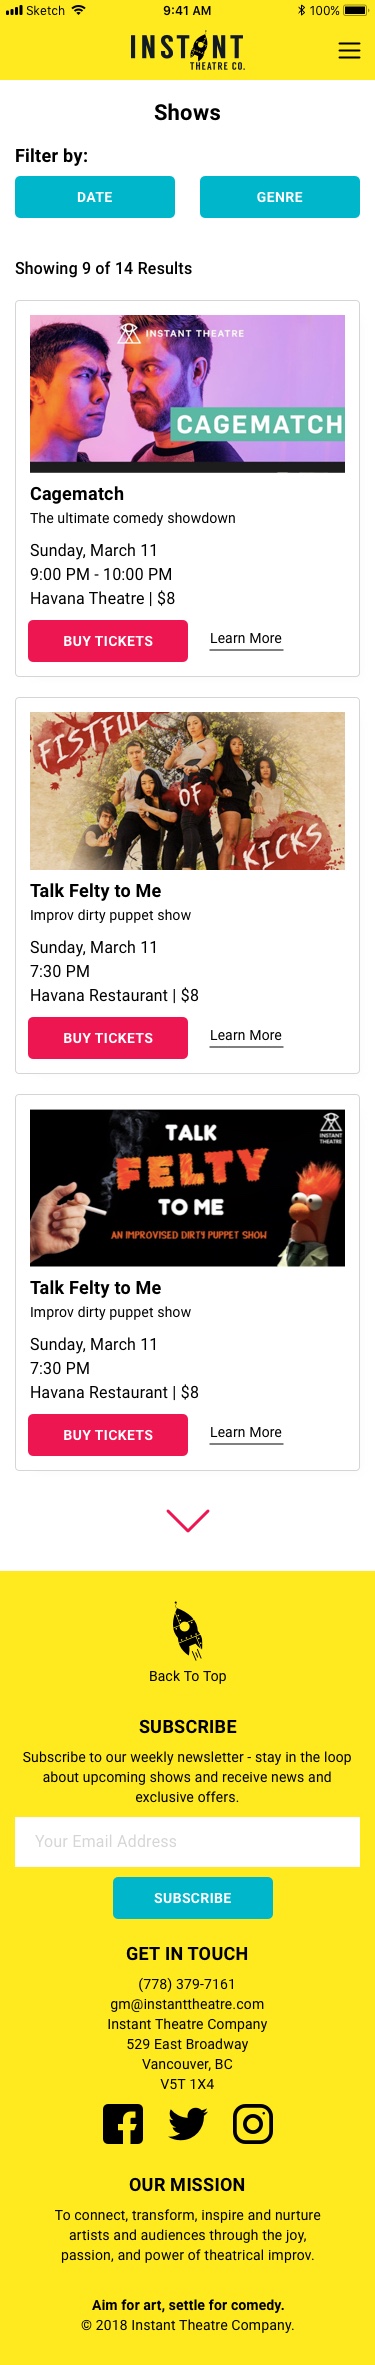 Sketch 9:41 AM 100%
INSTANT
THEATRE CO.
Shows
Filter by:
DATE GENRE
Showing 9 of 14 Results
INSTANT THEATRE
CAGEMATCH
Cagematch
The ultimate comedy showdown
Sunday, March 11
9:00 PM - 10:00 PM
Havana Theatre | $8
BUY TICKETS Learn More
FISTFUL
OF
KICKS
Talk Felty to Me
Improv dirty puppet show
Sunday, March 11
7:30 PM
Havana Restaurant | $8
BUY TICKETS Learn More
INSTANT
THEATRE
TALK
FELTY
TO ME
AN IMPROVISED DIRTY PUPPET SHOW
Talk Felty to Me
Improv dirty puppet show
Sunday, March 11
7:30 PM
Havana Restaurant | $8
BUY TICKETS Learn More
Back To Top
SUBSCRIBE
Subscribe to our weekly newsletter - stay in the loop
about upcoming shows and receive news and
exclusive offers.
Your Email Address
SUBSCRIBE
GET IN TOUCH
(778) 379-7161
gm@instanttheatre.com
Instant Theatre Company
529 East Broadway
Vancouver, BC
V5T 1X4
OUR MISSION
To connect, transform, inspire and nurture
artists and audiences through the joy,
passion, and power of theatrical improv.
Aim for art, settle for comedy.
© 2018 Instant Theatre Company.